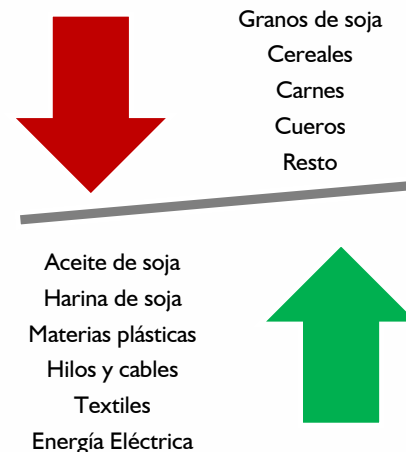 Granos de soja
Cereales
Carnes
Cueros
Resto
Aceite de soja
Harina de soja
Materias plásticas
Hilos y cables
Textiles
Energía Eléctrica